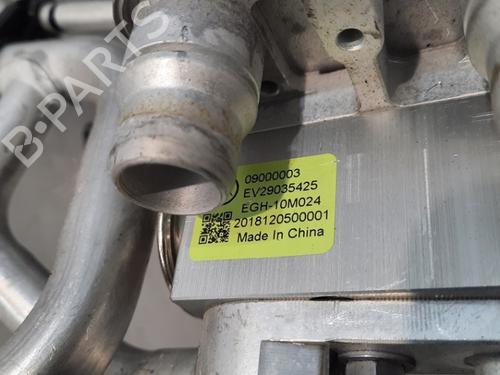 B-PARTS
09000003
EV29035425
EGH-10M024
2018120500001
Made In China